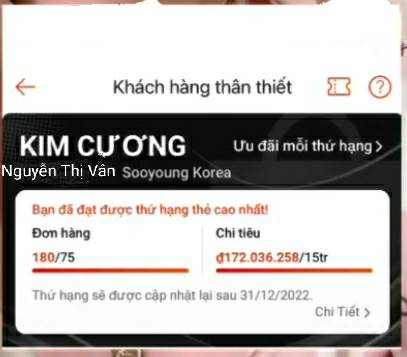 Khách hàng thân thiết
KIM CƯƠNG
Ưu đãi mỗi thứ hạng >
Nguyễn Thị Vân Sooyoung Korea
Bạn đã đạt được thứ hạng thẻ cao nhất!
Đơn hàng
Chi tiêu
180/75
₫172.036.258/15tr
Thứ hạng sẽ được cập nhật lại sau 31/12/2022.
Chi Tiết >